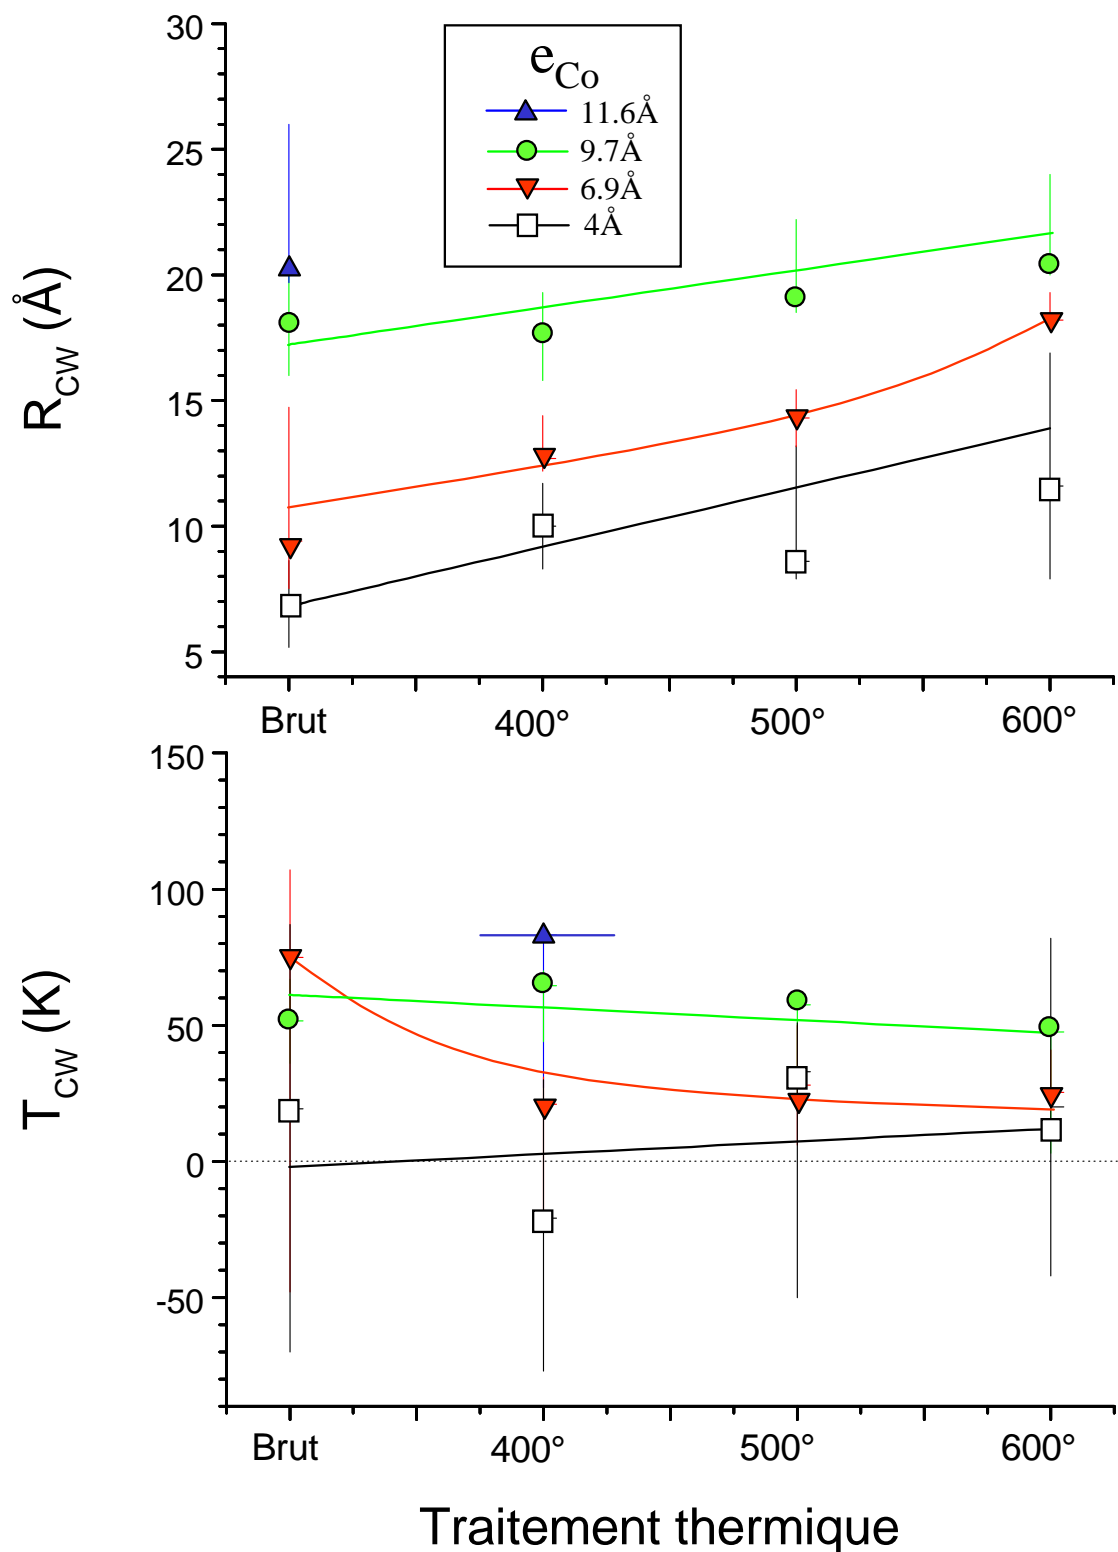 30
25
20
15
10
5
R_CW (Å)
e_Co
11.6Å
9.7Å
6.9Å
4Å
Brut 400° 500° 600°
150
100
50
0
-50
T_CW (K)
Brut 400° 500° 600°
Traitement thermique